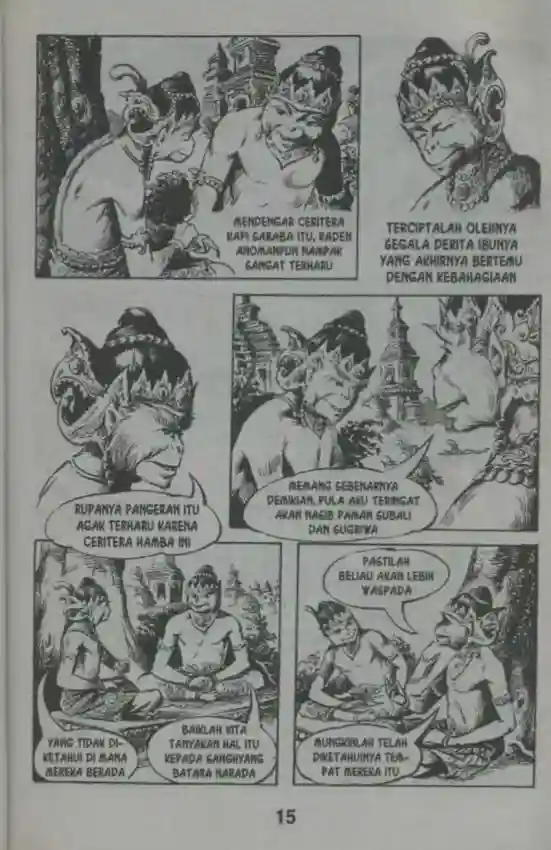 MENDENGAR CERITERA
KAPI SARABA ITU, RADEN
ANOMANPUN NAMPAK
SANGAT TERHARU
TERCIPTALAH OLEHNYA
SEGALA DERITA IBUNYA
YANG AKHIRNYA BERTEMU
DENGAN KEBAHAGIAAN
RUPANYA PANGERAN ITU
AGAK TERHARU KARENA
CERITERA HAMBA INI
MEMANG SEBENARNYA
DEMIKIAN, PULA AKU TERINGAT
AKAN NASIB PAMAN SUBALI
DAN SUGRIWA
YANG TIDAK DI-
KETAHUI DI MANA
MEREKA BERADA
BAIKLAH KITA
TANYAKAN HAL ITU
KEPADA SANGHYANG
BATARA NARADA
PASTILAH
BELIAU AKAN LEBIH
WASPADA
MUNGKINLAH TELAH
DIKETAHUINYA TEM-
PAT MEREKA ITU
15